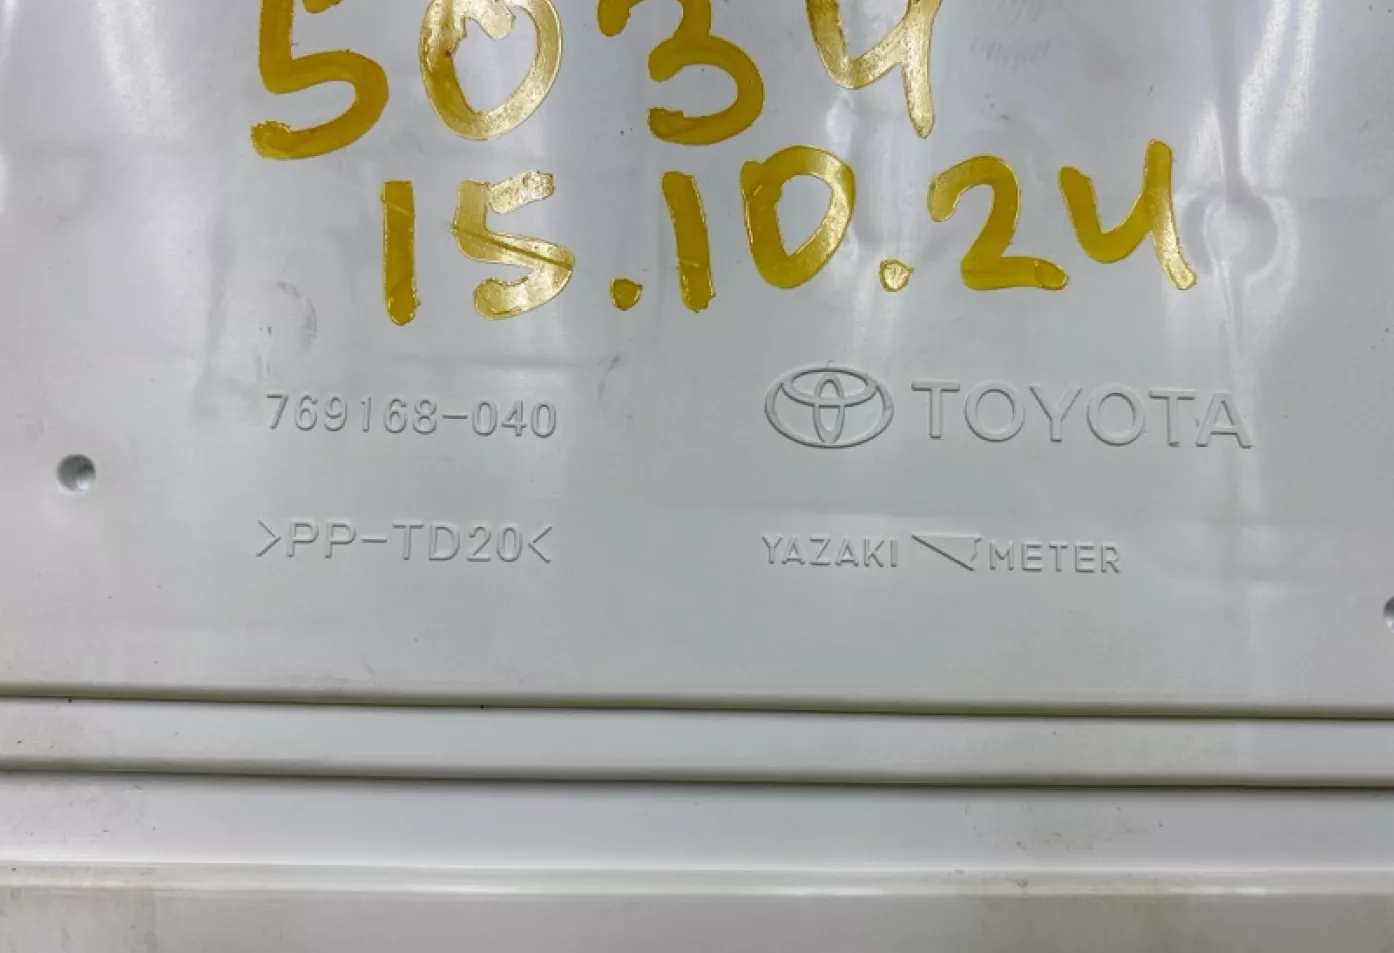 5034
15.10.24
769168-040
TOYOTA
>PP-TD20<
YAZAKI METER